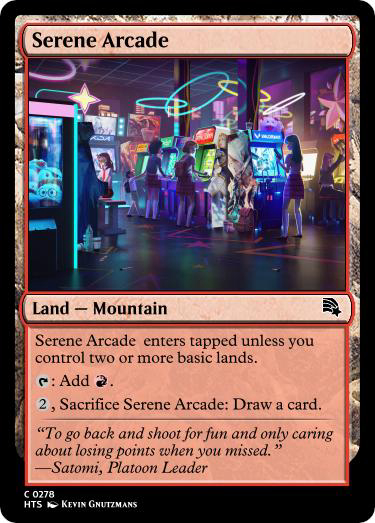 Serene Arcade
Land — Mountain
Serene Arcade enters tapped unless you
control two or more basic lands.
: Add .
2, Sacrifice Serene Arcade: Draw a card.
“To go back and shoot for fun and only caring
about losing points when you missed.”
—Satomi, Platoon Leader
C 0278
HTS Kevin Gnutzmans